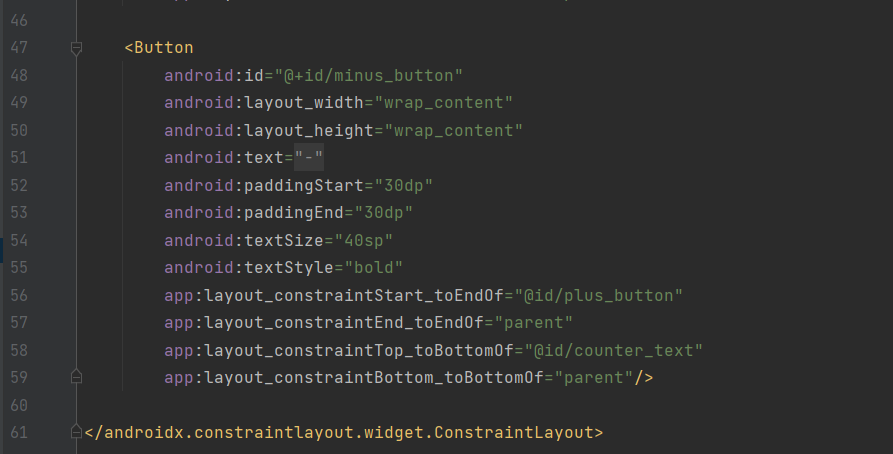 46
47 <Button
48 android:id="@+id/minus_button"
49 android:layout_width="wrap_content"
50 android:layout_height="wrap_content"
51 android:text="-"
52 android:paddingStart="30dp"
53 android:paddingEnd="30dp"
54 android:textSize="40sp"
55 android:textStyle="bold"
56 app:layout_constraintStart_toEndOf="@id/plus_button"
57 app:layout_constraintEnd_toEndOf="parent"
58 app:layout_constraintTop_toBottomOf="@id/counter_text"
59 app:layout_constraintBottom_toBottomOf="parent"/>
60
61 </androidx.constraintlayout.widget.ConstraintLayout>